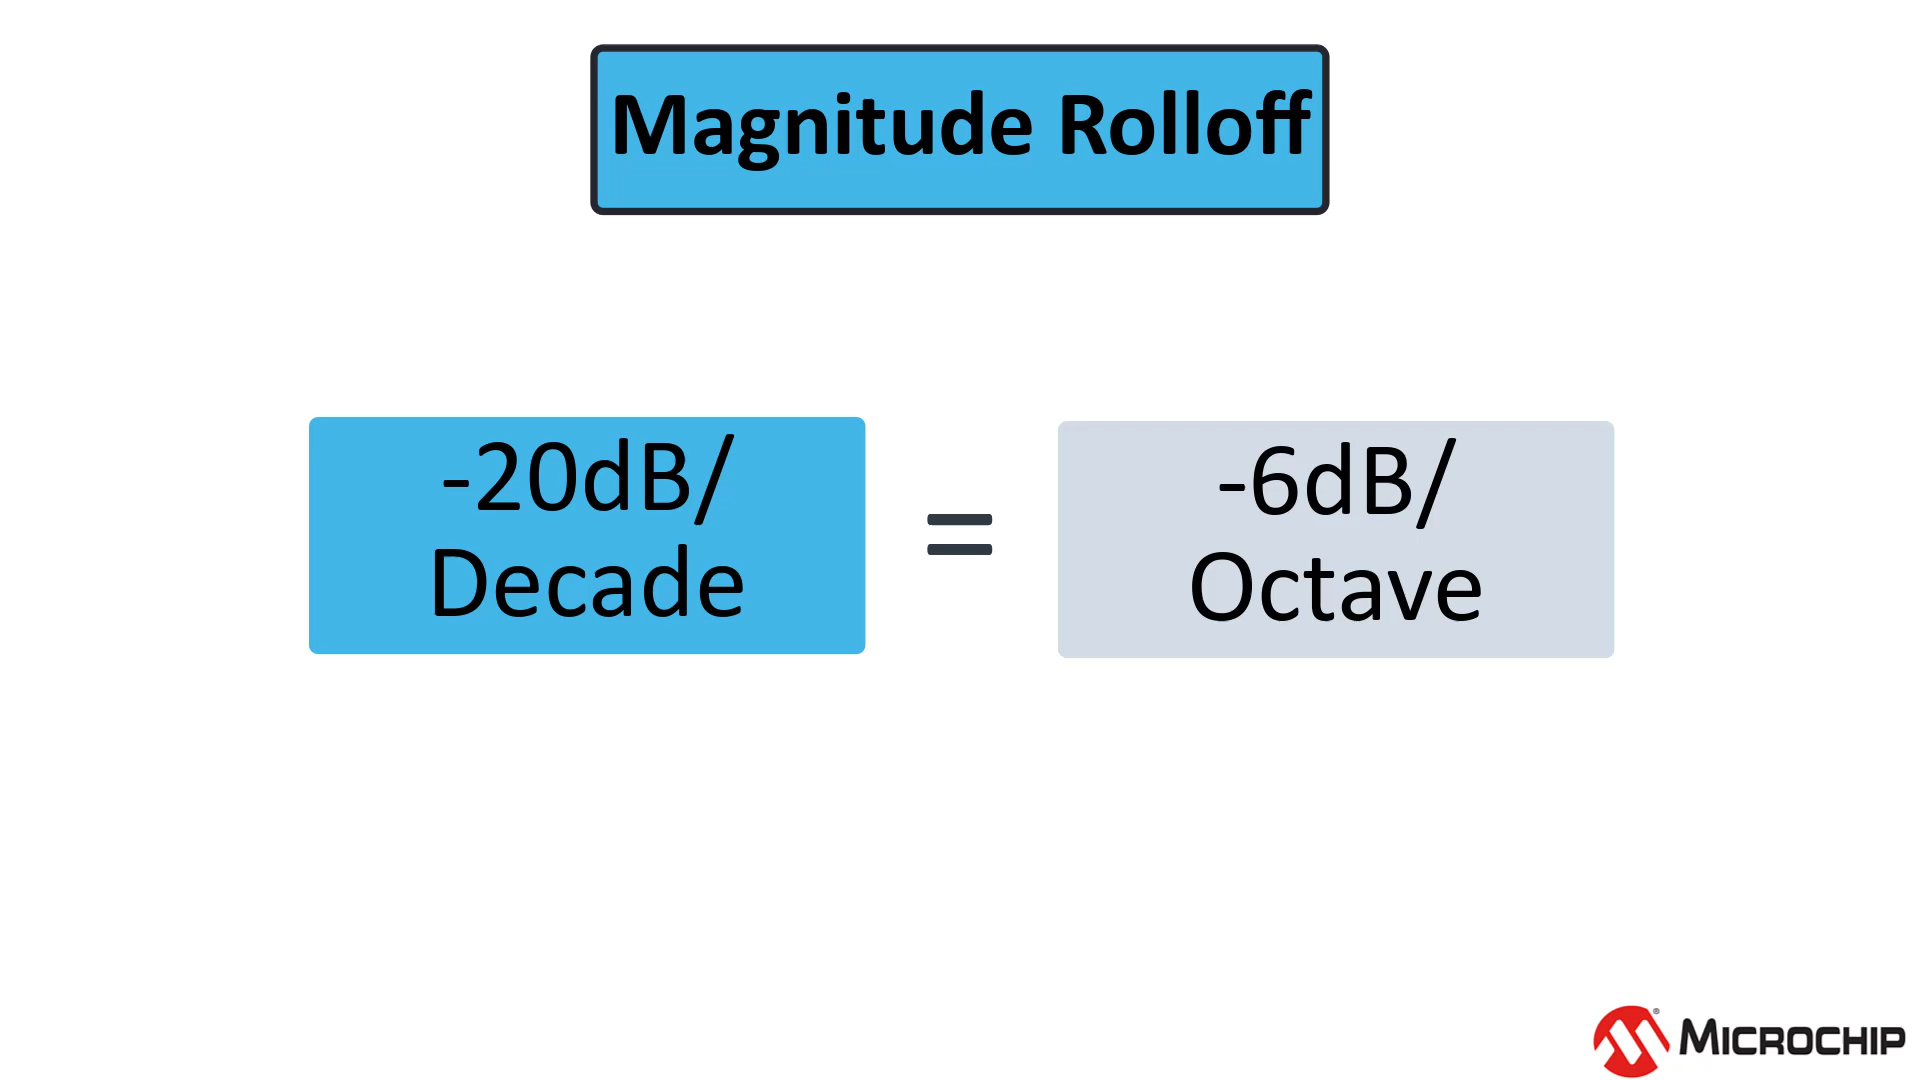 Magnitude Rolloff
-20dB/
Decade
=
-6dB/
Octave
MICROCHIP